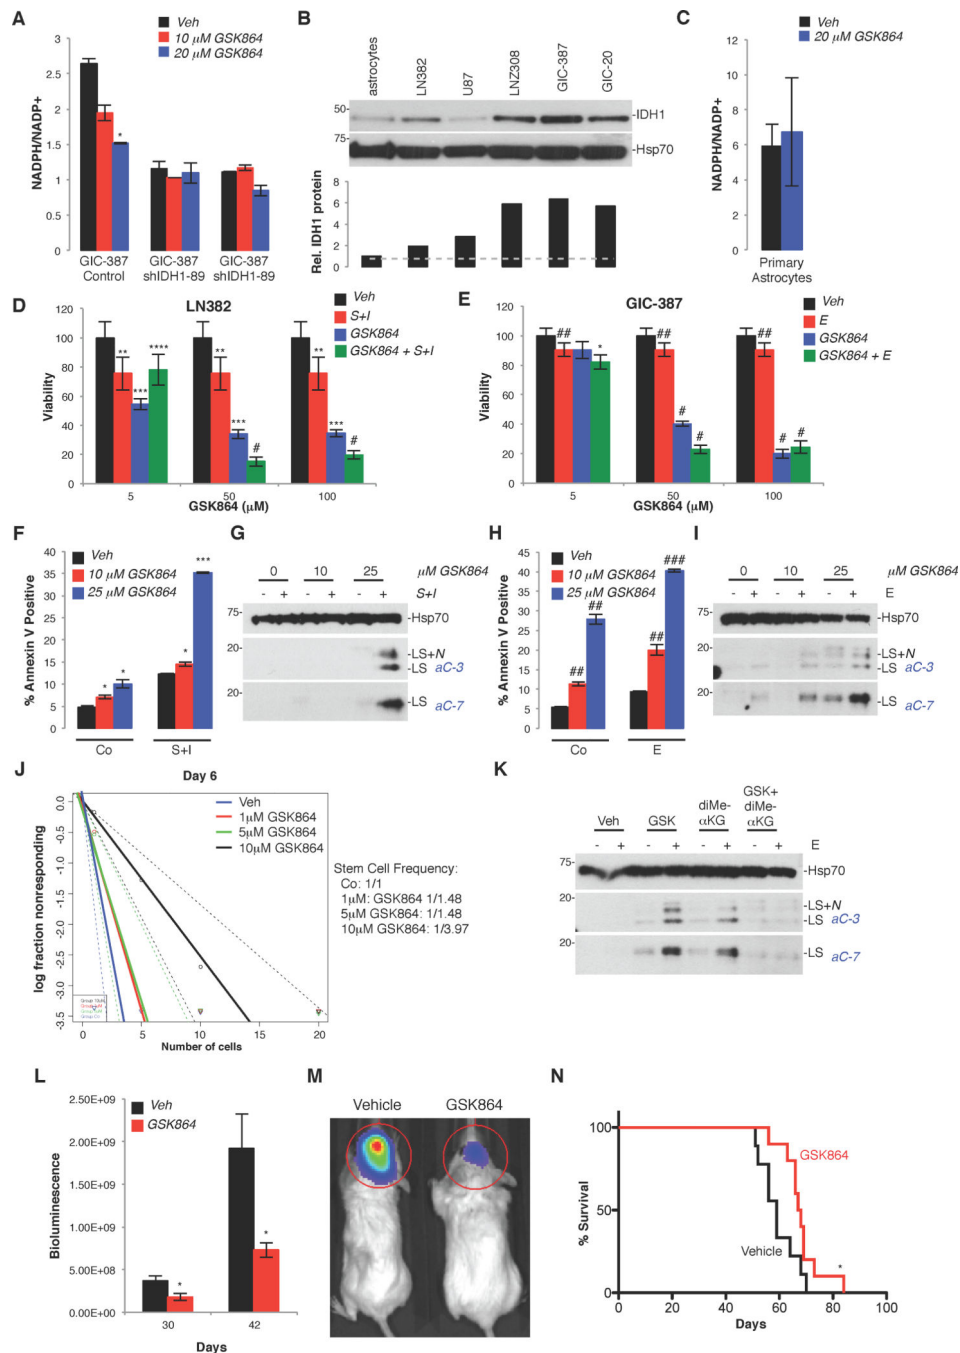 A
Veh
10 μM GSK864
20 μM GSK864
NADPH/NADP+
3
2.5
2
1.5
1
0.5
0
*
GIC-387 Control
GIC-387 shIDH1-89
GIC-387 shIDH1-89
B
astrocytes
LN382
U87
LNZ308
GIC-387
GIC-20
50-
-IDH1
75-
-Hsp70
Rel. IDH1 protein
8
6
4
2
0
C
Veh
20 μM GSK864
NADPH/NADP+
12
10
8
6
4
2
0
Primary Astrocytes
D
LN382
Veh
S+I
GSK864
GSK864 + S+I
Viability
120
100
80
60
40
20
0
** *** ****
** *** #
** *** #
5 50 100
GSK864 (μM)
E
GIC-387
Veh
E
GSK864
GSK864 + E
Viability
120
100
80
60
40
20
0
## *
## # #
## # #
5 50 100
GSK864 (μM)
F
Veh
10 μM GSK864
25 μM GSK864
% Annexin V Positive
40
35
30
25
20
15
10
5
0
* *
* ***
Co S+I
G
0 10 25 μM GSK864
- + - + - + S+I
75-
-Hsp70
20-
-LS+N
-LS aC-3
20-
-LS aC-7
H
Veh
10 μM GSK864
25 μM GSK864
% Annexin V Positive
45
40
35
30
25
20
15
10
5
0
## ##
## ###
Co E
I
0 10 25 μM GSK864
- + - + - + E
75-
-Hsp70
20-
-LS+N
-LS aC-3
20-
-LS aC-7
J
Day 6
Veh
1μM GSK864
5μM GSK864
10μM GSK864
log fraction nonresponding
0.0
-0.5
-1.0
-1.5
-2.0
-2.5
-3.0
-3.5
0 5 10 15 20
Number of cells
Stem Cell Frequency:
Co: 1/1
1μM: GSK864 1/1.48
5μM GSK864: 1/1.48
10μM GSK864: 1/3.97
K
Veh
GSK
diMe-αKG
GSK+ diMe-αKG
- + - + - + - + E
75-
-Hsp70
20-
-LS+N
-LS aC-3
20-
-LS aC-7
L
Veh
GSK864
Bioluminescence
2.50E+09
2.00E+09
1.50E+09
1.00E+09
5.00E+08
0.00E+00
*
*
30 42
Days
M
Vehicle
GSK864
N
% Survival
100
50
0
GSK864
Vehicle
*
0 20 40 60 80 100
Days